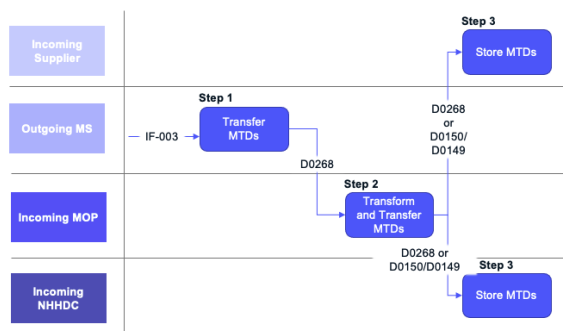 Step 3
Incoming
Supplier
Store MTDs
Step 1
D0268
or
D0150/
D0149
Outgoing MS
IF-003
Transfer
MTDs
D0268
Step 2
Incoming MOP
Transform
and Transfer
MTDs
D0268 or
D0150/D0149
Step 3
Incoming
NHHDC
Store MTDs